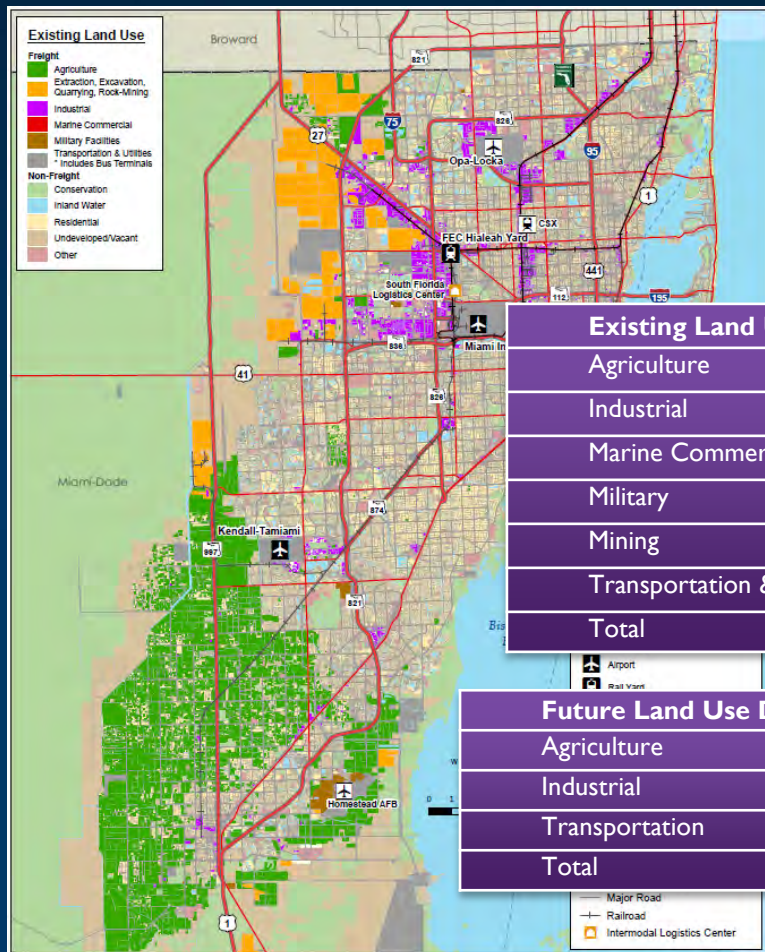 Existing Land Use
Freight
Agriculture
Extraction, Excavation,
Quarrying, Rock-Mining
Industrial
Marine Commercial
Military Facilities
Transportation & Utilities
* Includes Bus Terminals
Non-Freight
Conservation
Inland Water
Residential
Undeveloped/Vacant
Other
Broward
821
27
75
826
Opa-Locka
95
1
CSX
FEC Hialeah Yard
441
South Florida
Logistics Center
112
195
836
Miami In
41
826
Miami-Dade
874
Kendall-Tamiami
997
821
Bis
Homestead AFB
1
Existing Land
Agriculture
Industrial
Marine Commer
Military
Mining
Transportation &
Total
Airport
Rail Yard
Future Land Use D
Agriculture
Industrial
Transportation
Total
0 1
Major Road
Railroad
Intermodal Logistics Center